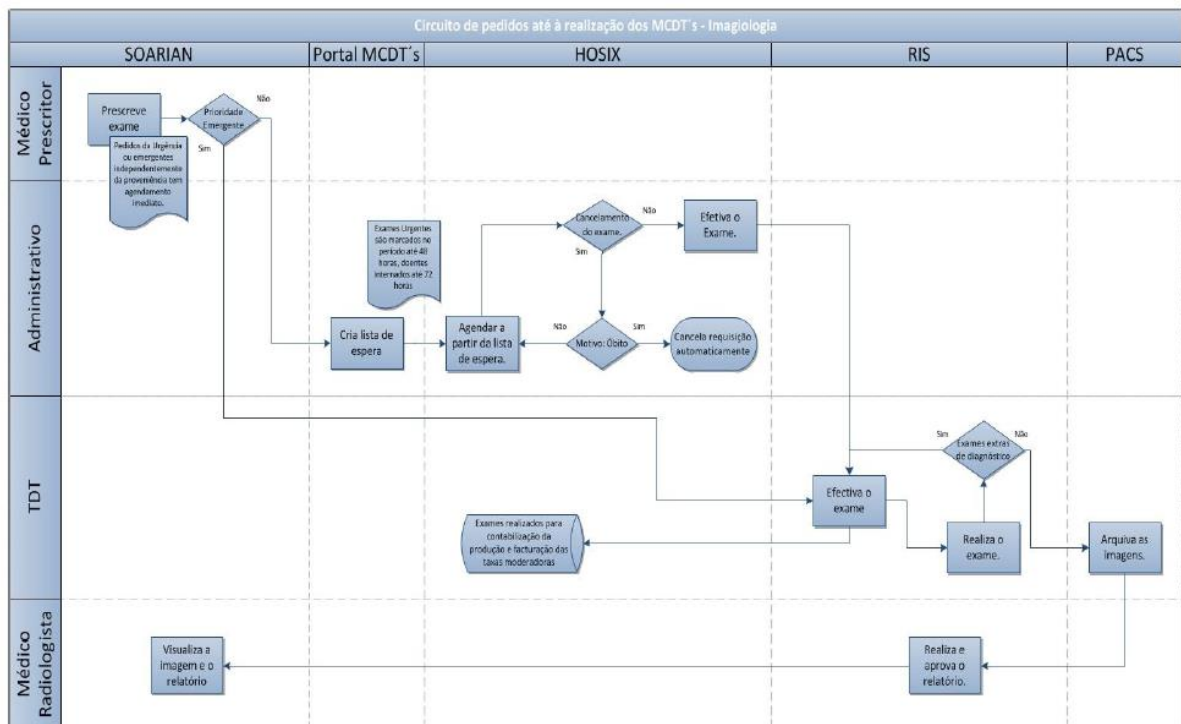 Circuito de pedidos até à realização dos MCDT´s - Imagiologia
SOARIAN
Portal MCDT´s
HOSIX
RIS
PACS
Médico
Prescritor
Prescreve
exame
Prioridade
Emergente
Não
Sim
Pedidos da Urgência
ou emergentes
independentemente
da proveniência tem
agendamento
imediato.
Administrativo
Exames Urgentes
são marcados no
período até 48
horas, doentes
internados até 72
horas
Cria lista de
espera
Agendar a
partir da lista
de espera.
Cancelamento
do exame.
Não
Sim
Efetiva o
Exame.
Motivo: Óbito
Não
Sim
Cancela requisição
automaticamente
TDT
Exames realizados para
contabilização da
produção e facturação das
taxas moderadoras
Efectiva o
exame
Sim
Não
Exames extras
de diagnóstico
Realiza o
exame.
Arquiva as
imagens.
Médico
Radiologista
Visualiza a
imagem e o
relatório
Realiza e
aprova o
relatório.